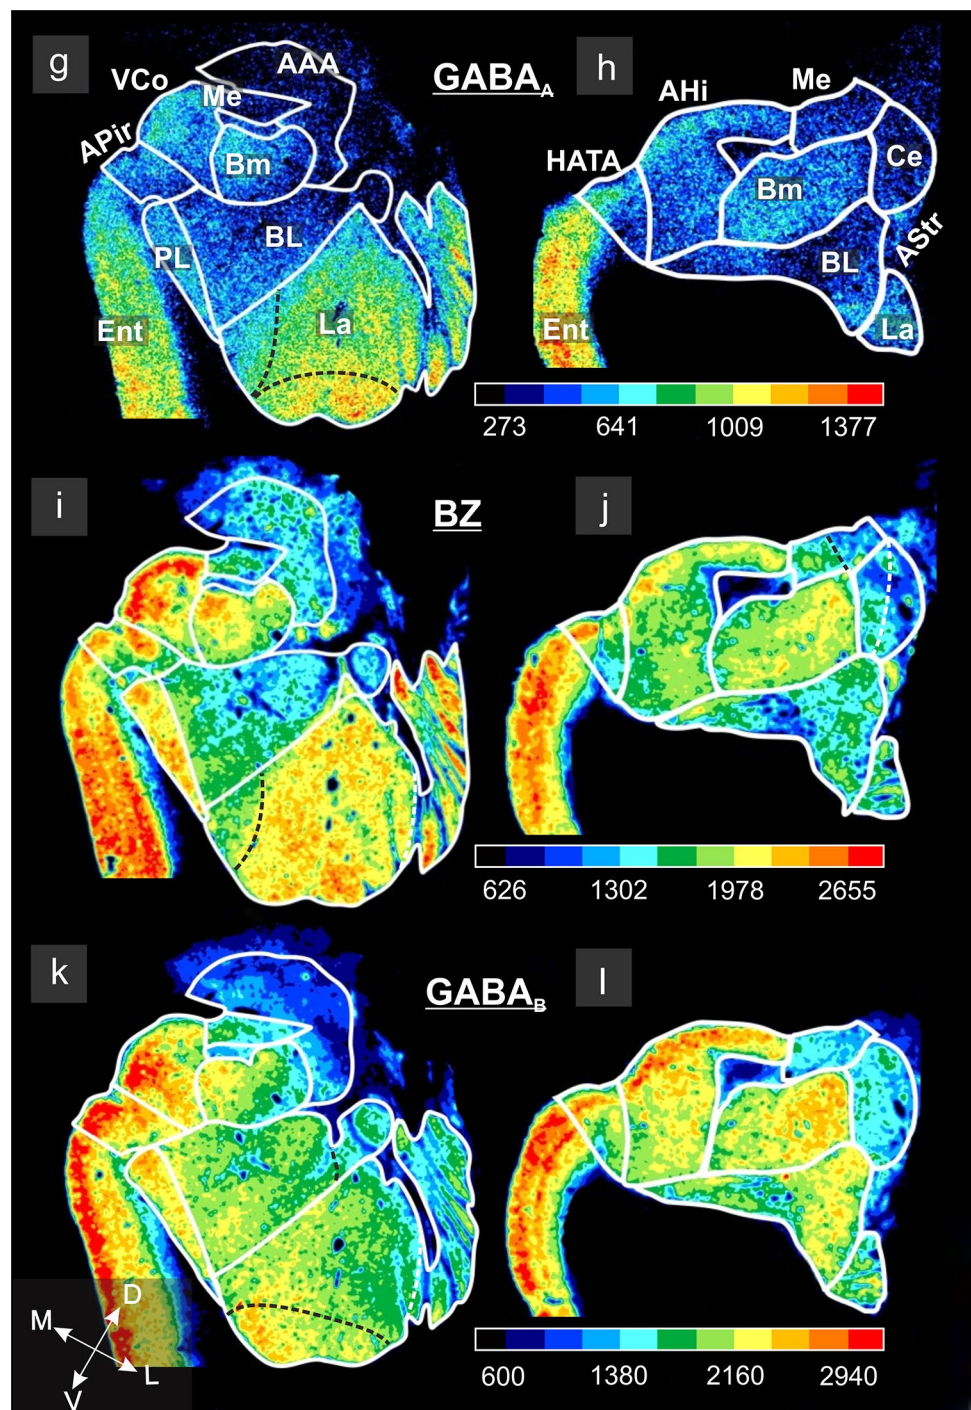 g
VCo
AAA
Me
APir
Bm
PL
BL
Ent
La
GABAA
h
AHi
Me
HATA
Ce
Bm
AStr
BL
Ent
La
273 641 1009 1377
i
BZ
j
626 1302 1978 2655
k
GABAB
l
D
M
L
V
600 1380 2160 2940